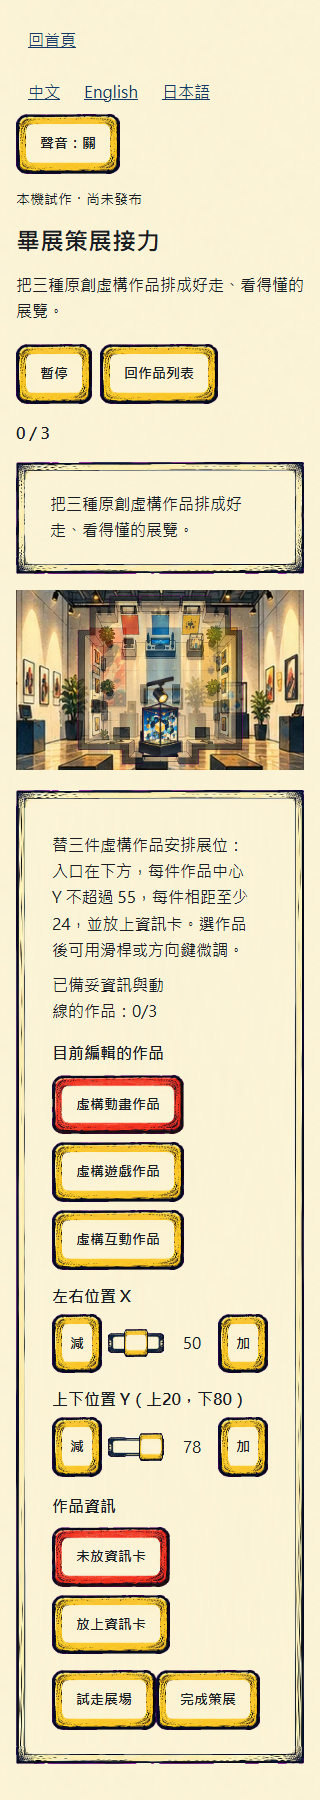 回首頁
中文 English 日本語
聲音：關
本機試作・尚未發布
畢展策展接力
把三種原創虛構作品排成好走、看得懂的
展覽。
暫停 回作品列表
0 / 3
把三種原創虛構作品排成好
走、看得懂的展覽。
替三件虛構作品安排展位：
入口在下方，每件作品中心
Y 不超過 55，每件相距至少
24，並放上資訊卡。選作品
後可用滑桿或方向鍵微調。
已備妥資訊與動
線的作品：0/3
目前編輯的作品
虛構動畫作品
虛構遊戲作品
虛構互動作品
左右位置 X
減 50 加
上下位置 Y（上20，下80）
減 78 加
作品資訊
未放資訊卡
放上資訊卡
試走展場 完成策展